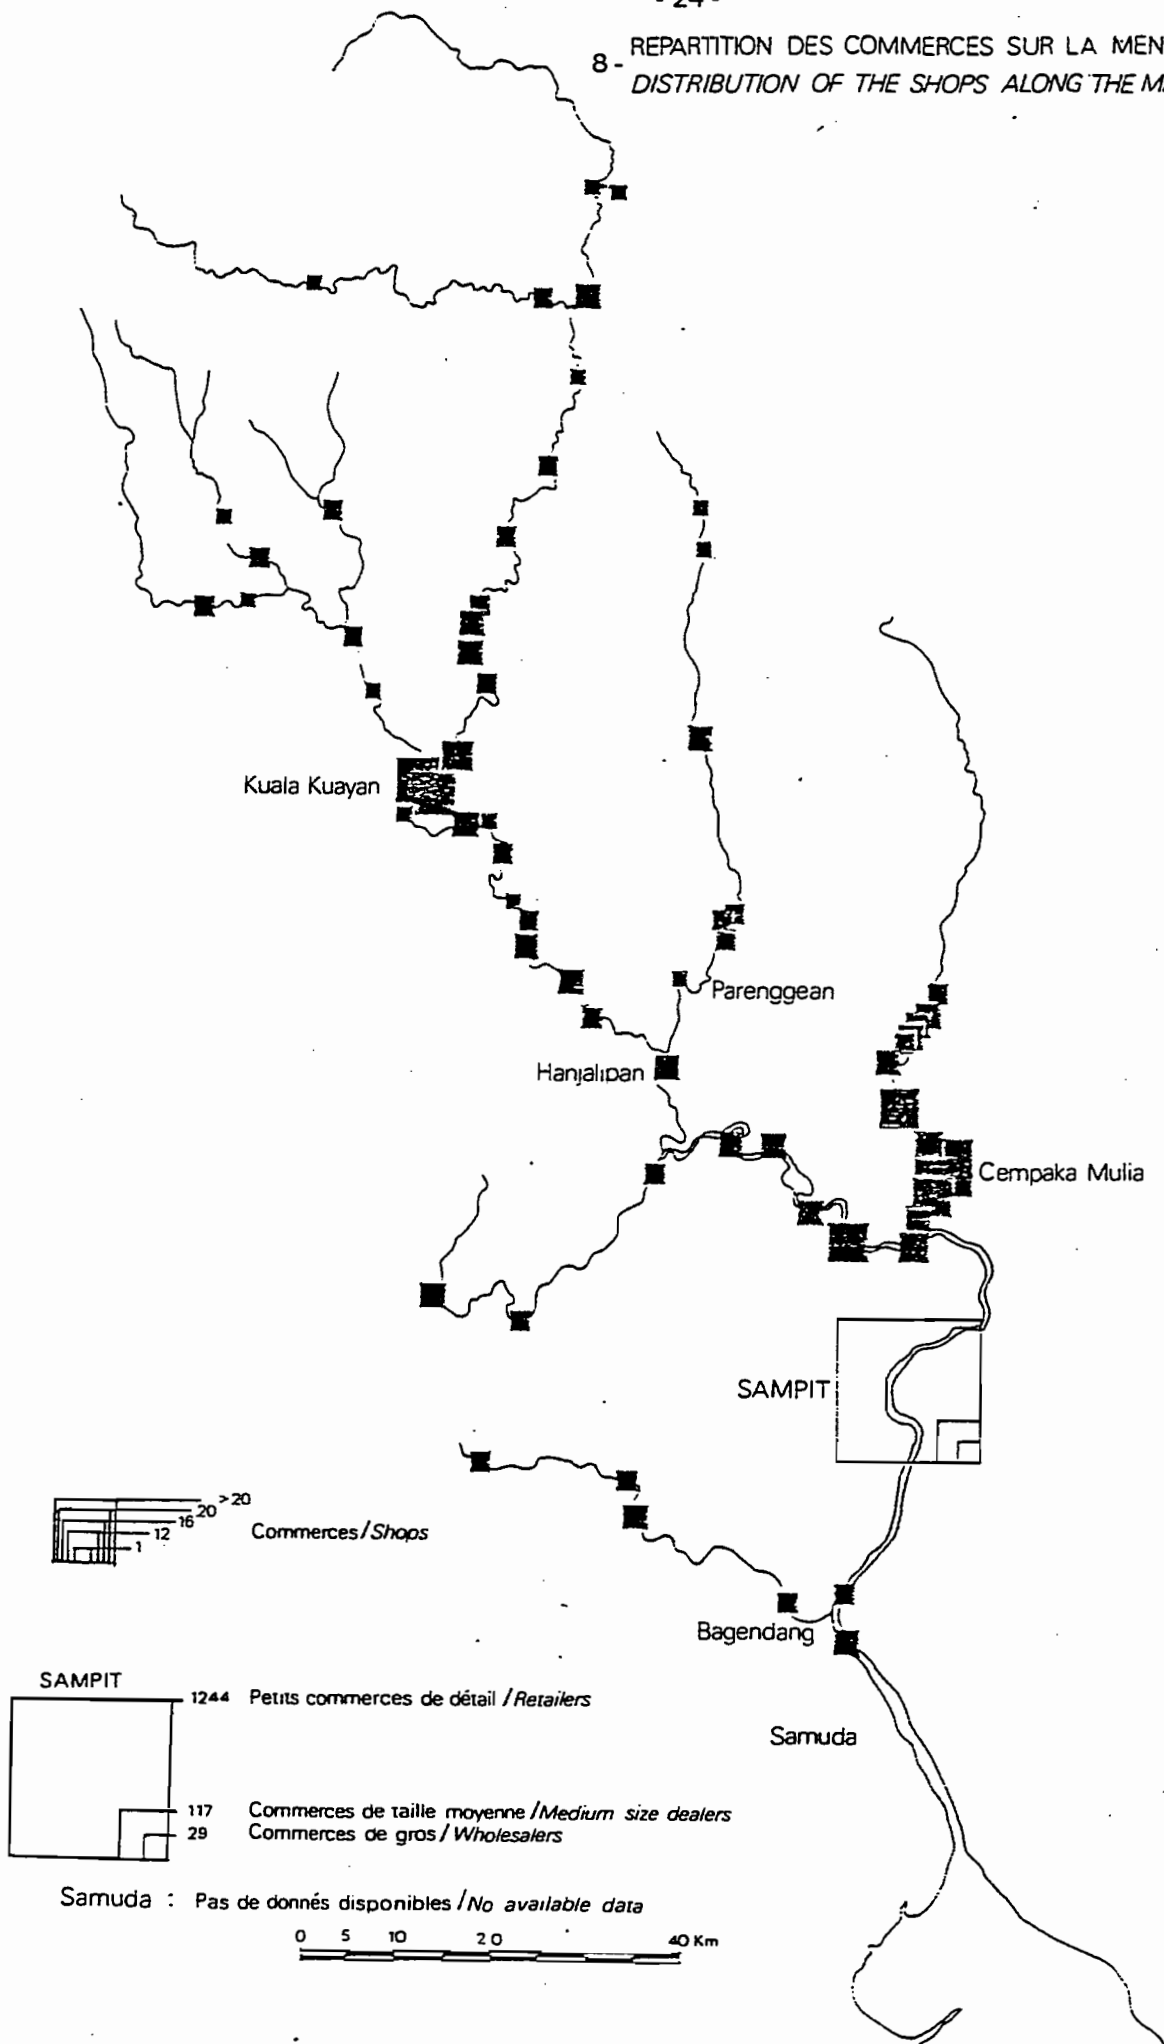 - 24 -
8- REPARTITION DES COMMERCES SUR LA MEN
DISTRIBUTION OF THE SHOPS ALONG THE M
Kuala Kuayan
Parenggean
Hanjalipan
Cempaka Mulia
SAMPIT
>20
20
16
12
1
Commerces/Shops
Bagendang
SAMPIT
1244 Petits commerces de détail /Retailers
Samuda
117 Commerces de taille moyenne /Medium size dealers
29 Commerces de gros / Wholesalers
Samuda : Pas de donnés disponibles /No available data
0 5 10 20 40 Km